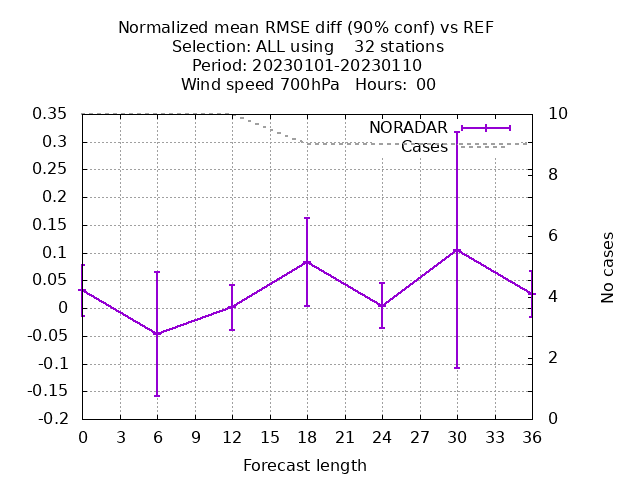 Normalized mean RMSE diff (90% conf) vs REF
Selection: ALL using    32 stations
Period: 20230101-20230110
Wind speed 700hPa   Hours:  00
NORADAR
Cases
0.35
0.3
0.25
0.2
0.15
0.1
0.05
0
-0.05
-0.1
-0.15
-0.2
10
8
6
4
2
0
No cases
0 3 6 9 12 15 18 21 24 27 30 33 36
Forecast length